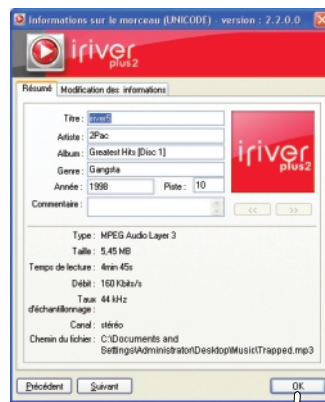 Informations sur le morceau (UNICODE) - version : 2.2.0.0
iriver
plus2
Résumé Modification des informations
Titre : iriver5
Artiste : 2Pac
Album : Greatest Hits [Disc 1]
Genre : Gangsta
Année : 1998 Piste : 10
Commentaire :
iriver
plus2
<< >>
Type : MPEG Audio Layer 3
Taille : 5,45 MB
Temps de lecture : 4min 45s
Débit : 160 Kbits/s
Taux 44 kHz
d'échantillonnage :
Canal : stéréo
Chemin du fichier : C:\Documents and
Settings\Administrator\Desktop\Music\Trapped.mp3
Précédent Suivant OK